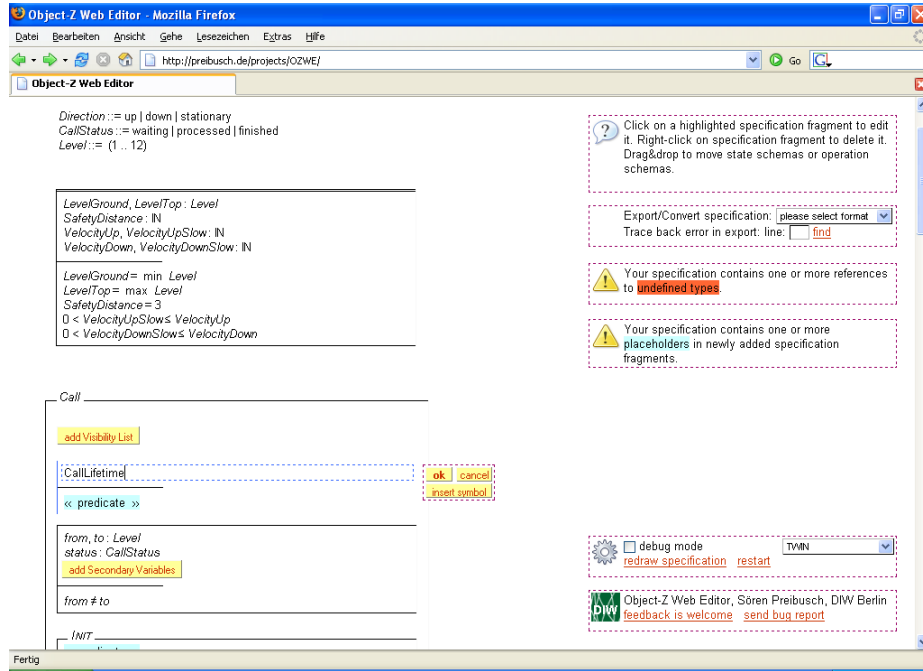 Object-Z Web Editor - Mozilla Firefox
Datei Bearbeiten Ansicht Gehe Lesezeichen Extras Hilfe
http://preibusch.de/projects/OZWE/ Go G
Object-Z Web Editor
Direction ::= up | down | stationary
CallStatus ::= waiting | processed | finished
Level ::= (1 .. 12)
LevelGround, LevelTop : Level
SafetyDistance : ℕ
VelocityUp, VelocityUpSlow : ℕ
VelocityDown, VelocityDownSlow : ℕ
LevelGround = min Level
LevelTop = max Level
SafetyDistance = 3
0 < VelocityUpSlow ≤ VelocityUp
0 < VelocityDownSlow ≤ VelocityDown
Call
add Visibility List
CallLifetime
ok cancel
insert symbol
« predicate »
from, to : Level
status : CallStatus
add Secondary Variables
from ≠ to
INIT
Click on a highlighted specification fragment to edit
it. Right-click on specification fragment to delete it.
Drag&drop to move state schemas or operation
schemas.
Export/Convert specification: please select format
Trace back error in export: line: find
Your specification contains one or more references
to undefined types.
Your specification contains one or more
placeholders in newly added specification
fragments.
debug mode TWIN
redraw specification restart
DIW
Object-Z Web Editor, Sören Preibusch, DIW Berlin
feedback is welcome send bug report
Fertig